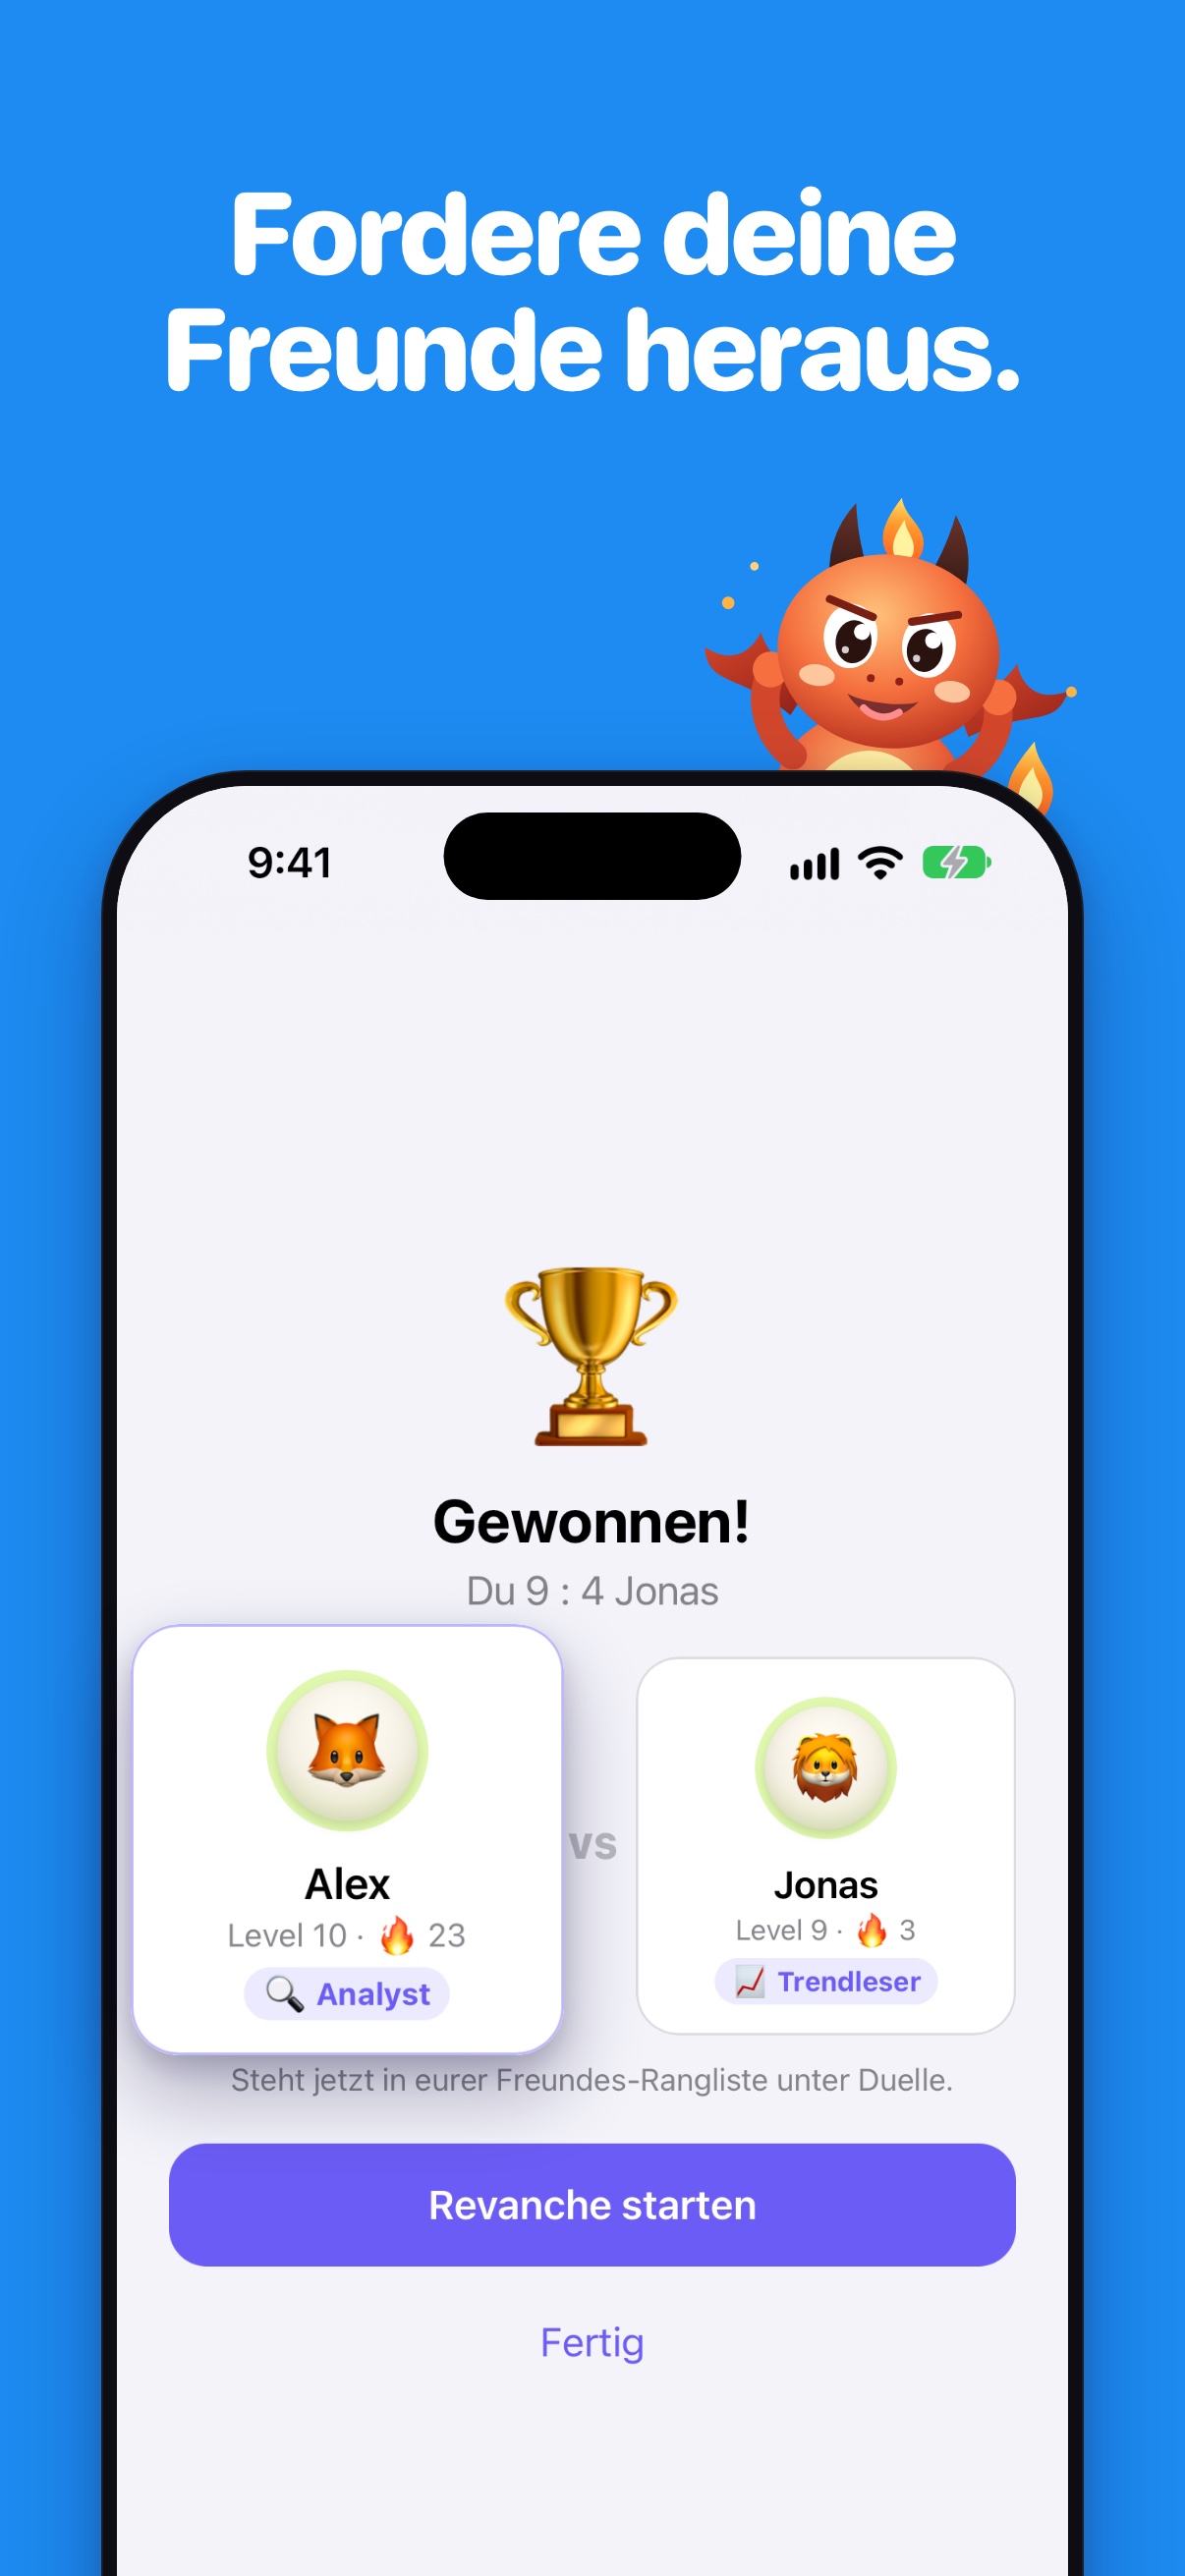 Fordere deine
Freunde heraus.
9:41
Gewonnen!
Du 9 : 4 Jonas
Alex
Level 10 · 🔥 23
🔍 Analyst
vs
Jonas
Level 9 · 🔥 3
📈 Trendleser
Steht jetzt in eurer Freundes-Rangliste unter Duelle.
Revanche starten
Fertig